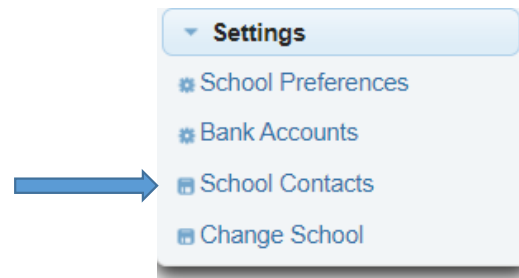 Settings
School Preferences
Bank Accounts
School Contacts
Change School